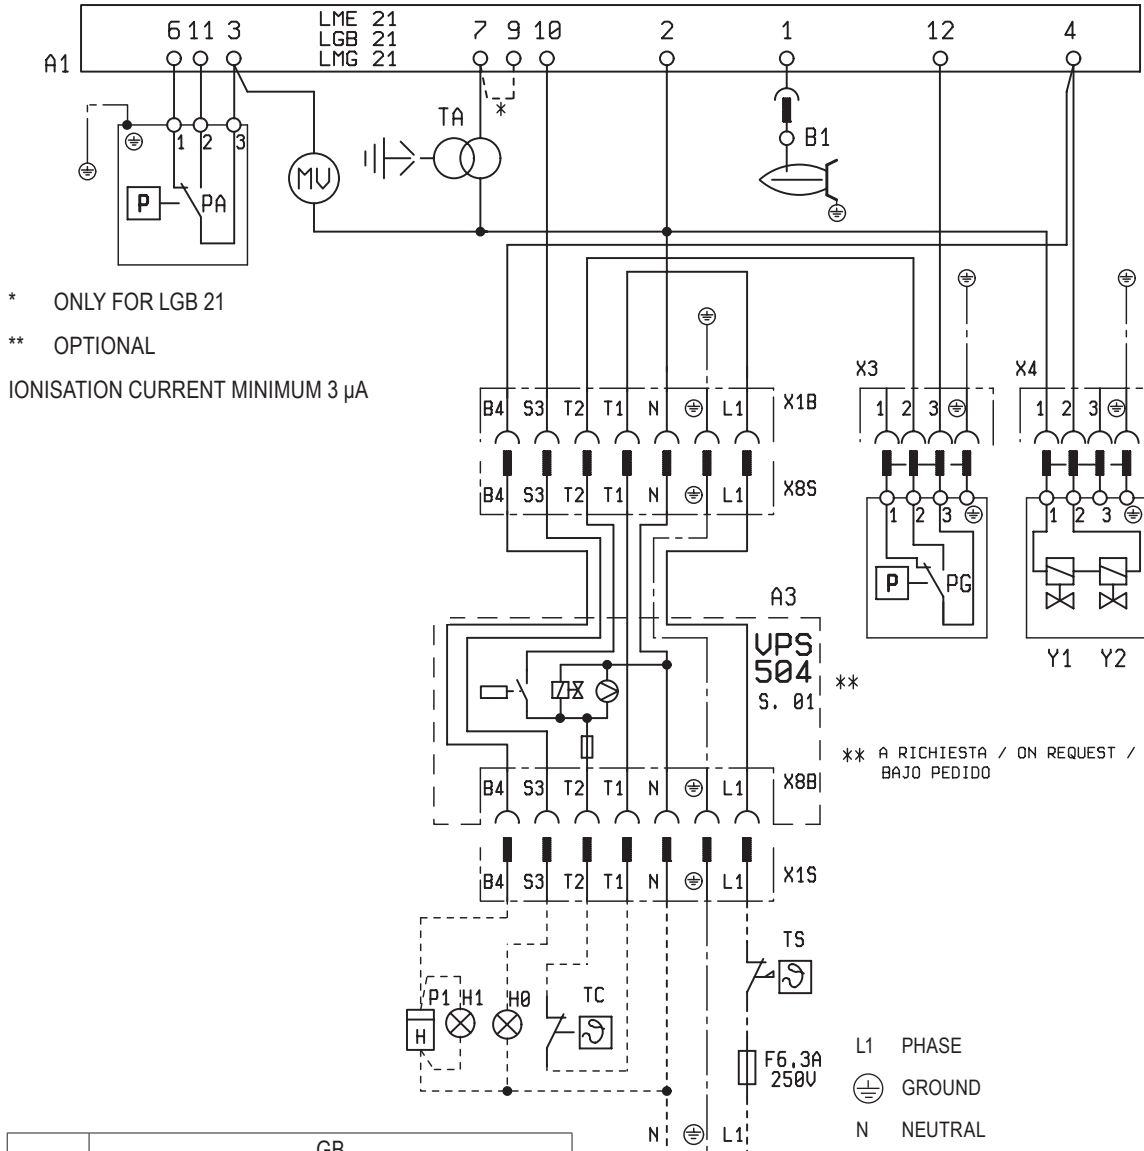 LME 21
6 11 3 7 9 10 2 1 12 4
LGB 21
LMG 21
A1
TA
*
B1
MV
1 2 3
P
PA
* ONLY FOR LGB 21
** OPTIONAL
IONISATION CURRENT MINIMUM 3 µA
X3
X4
B4 S3 T2 T1 N L1 X1B
1 2 3
1 2 3
B4 S3 T2 T1 N L1 X8S
1 2 3
1 2 3
P
PG
A3
VPS
504
S. 01
**
Y1 Y2
** A RICHIESTA / ON REQUEST /
BAJO PEDIDO
B4 S3 T2 T1 N L1 X8B
B4 S3 T2 T1 N L1 X1S
TS
P1 H1 H0 TC
H
F6,3A
250V
L1 PHASE
GROUND
N NEUTRAL
N L1
GB